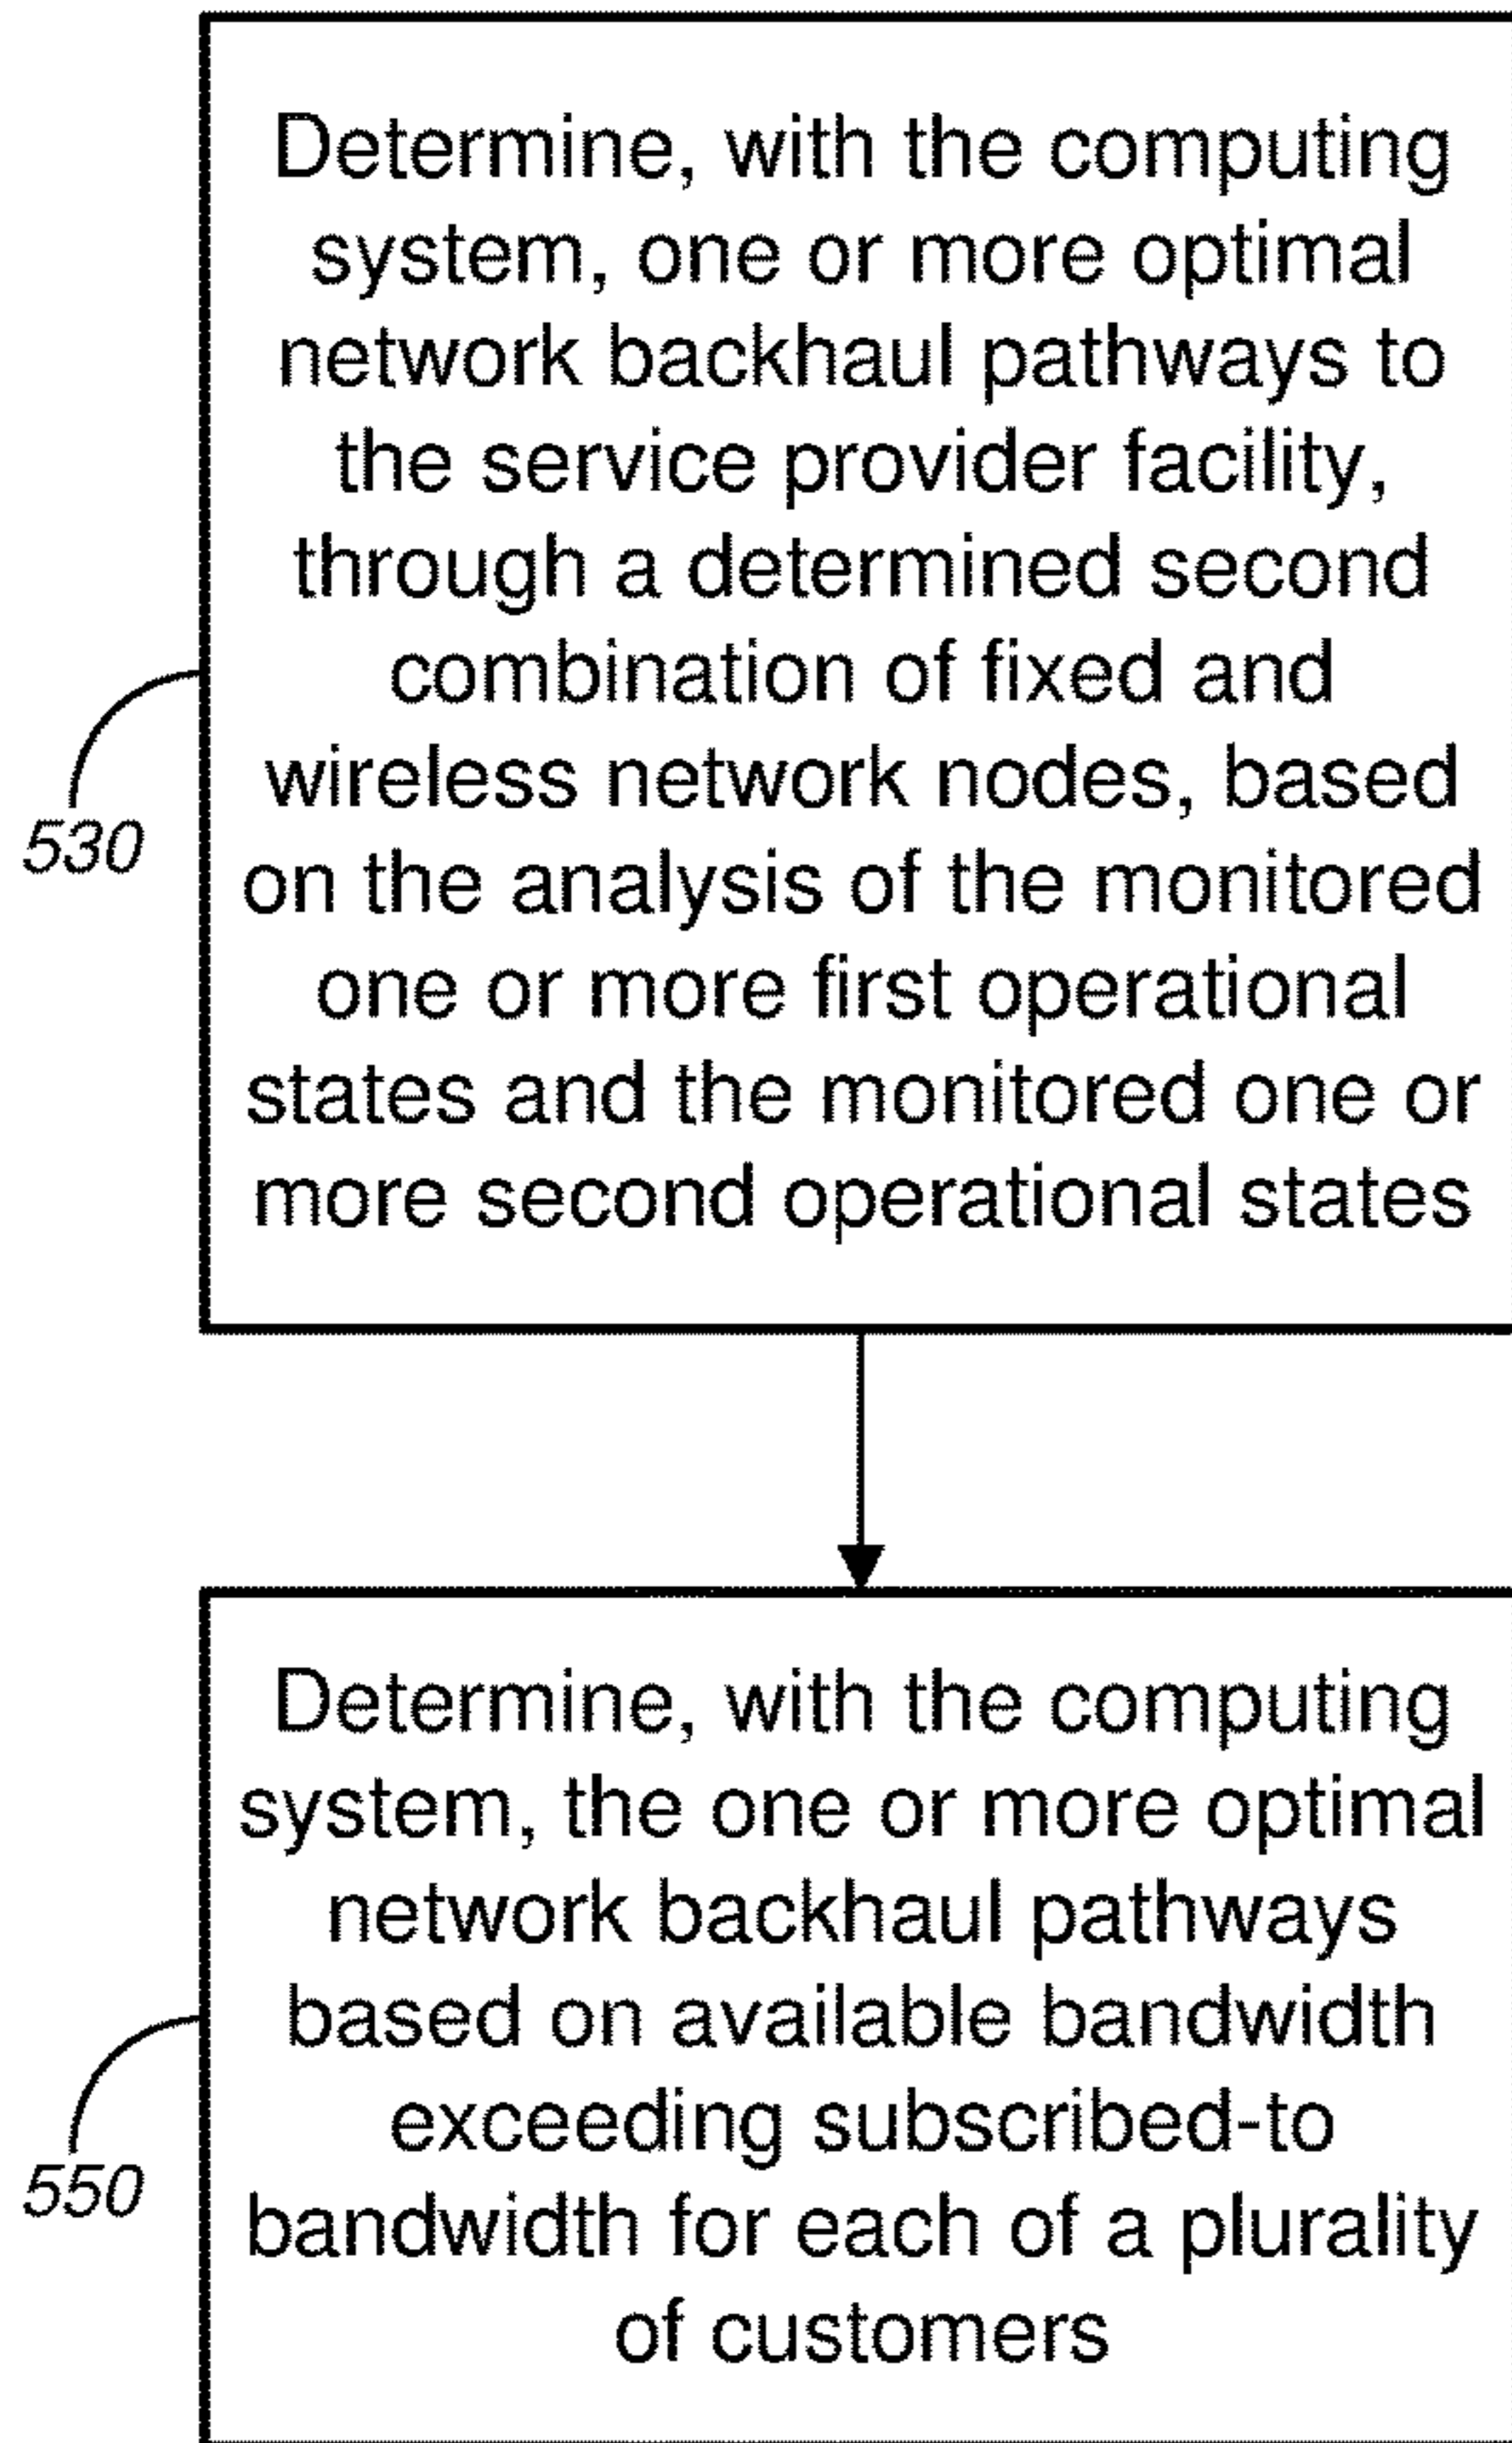 Determine, with the computing
system, one or more optimal
network backhaul pathways to
the service provider facility,
through a determined second
combination of fixed and
wireless network nodes, based
on the analysis of the monitored
one or more first operational
states and the monitored one or
more second operational states
530
Determine, with the computing
system, the one or more optimal
network backhaul pathways
based on available bandwidth
exceeding subscribed-to
bandwidth for each of a plurality
of customers
550